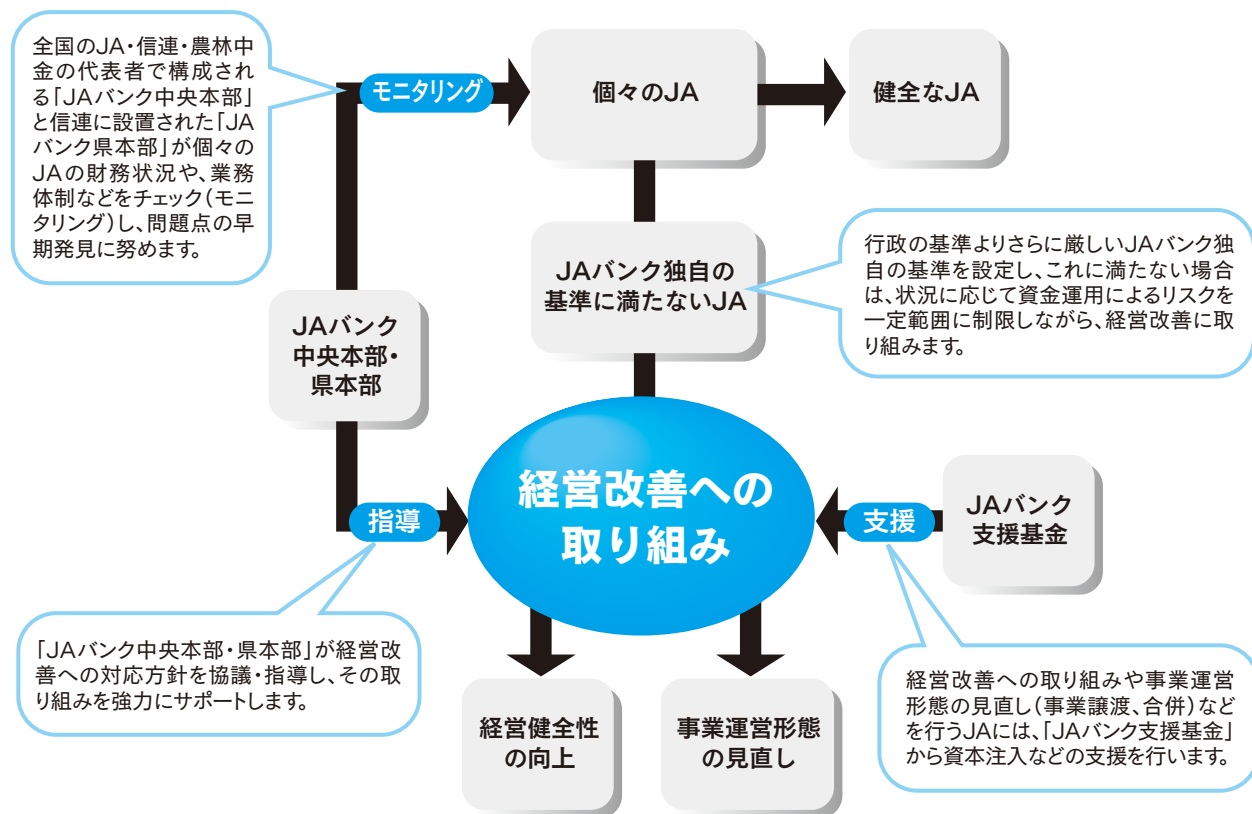 全国のJA・信連・農林中
金の代表者で構成され
る「JAバンク中央本部」
と信連に設置された「JA
バンク県本部」が個々の
JAの財務状況や、業務
体制などをチェック(モニ
タリング)し、問題点の早
期発見に努めます。
モニタリング
個々のJA
健全なJA
JAバンク独自の
基準に満たないJA
行政の基準よりさらに厳しいJAバンク独
自の基準を設定し、これに満たない場合
は、状況に応じて資金運用によるリスクを
一定範囲に制限しながら、経営改善に取
り組みます。
JAバンク
中央本部・
県本部
経営改善への
取り組み
指導
支援
JAバンク
支援基金
「JAバンク中央本部・県本部」が経営改
善への対応方針を協議・指導し、その取
り組みを強力にサポートします。
経営健全性
の向上
事業運営形態
の見直し
経営改善への取り組みや事業運営
形態の見直し(事業譲渡、合併)など
を行うJAには、「JAバンク支援基金」
から資本注入などの支援を行います。